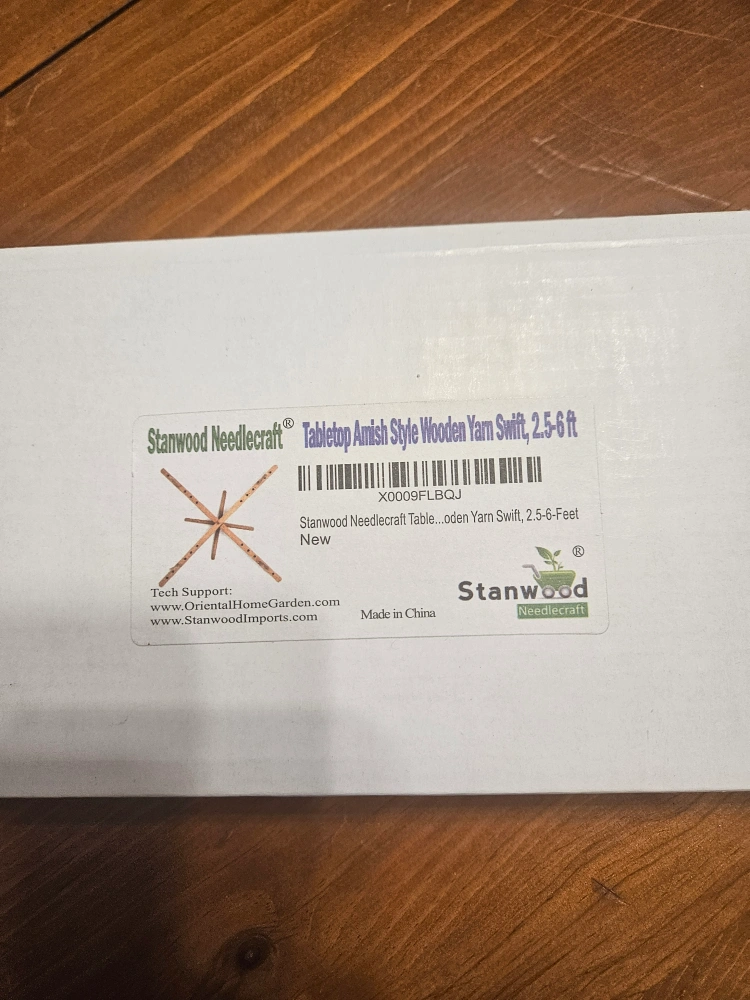 Stanwood Needlecraft® Tabletop Amish Style Wooden Yarn Swift, 2.5-6 ft
X0009FLBQJ
Stanwood Needlecraft Table...oden Yarn Swift, 2.5-6-Feet
New
Tech Support:
www.OrientalHomeGarden.com
www.StanwoodImports.com
Made in China
Stanwood®
Needlecraft